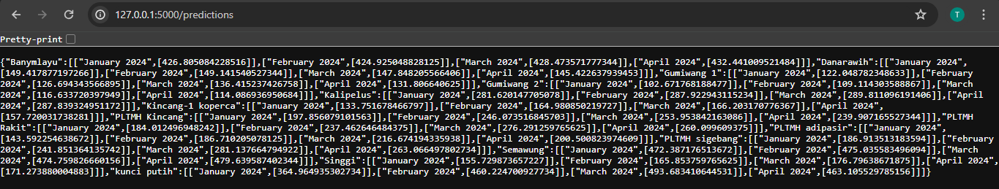 127.0.0.1:5000/predictions
T
Pretty-print
{"Banymlayu":[["January 2024",[426.805084228516]],["February 2024",[424.925048828125]],["March 2024",[428.473571777344]],["April 2024",[432.441009521484]]],"Danarawih":[["January 2024",
[149.417877197266]],["February 2024",[149.141540527344]],["March 2024",[147.848205566406]],["April 2024",[145.422637939453]]],"Gumiwang 1":[["January 2024",[122.048782348633]],["February
2024",[126.694343566895]],["March 2024",[136.415237426758]],["April 2024",[131.806640625]]],"Gumiwang 2":[["January 2024",[102.671768188477]],["February 2024",[109.114303588867]],["March
2024",[116.633720397949]],["April 2024",[114.086936950684]]],"Kalipelus":[["January 2024",[281.620147705078]],["February 2024",[287.922943115234]],["March 2024",[289.811096191406]],["April
2024",[287.839324951172]]],"Kincang-1 koperca":[["January 2024",[133.751678466797]],["February 2024",[164.980850219727]],["March 2024",[166.203170776367]],["April 2024",
[157.720031738281]]],"PLTMH Kincang":[["January 2024",[197.856079101563]],["February 2024",[246.073516845703]],["March 2024",[253.953842163086]],["April 2024",[239.907165527344]]],"PLTMH
Rakit":[["January 2024",[184.012496948242]],["February 2024",[237.462646484375]],["March 2024",[276.291259765625]],["April 2024",[260.099609375]]],"PLTMH adipasir":[["January 2024",
[143.592254638672]],["February 2024",[186.710205078125]],["March 2024",[216.674194335938]],["April 2024",[200.500823974609]]],"PLTMH sigebang":[["January 2024",[186.913513183594]],["February
2024",[241.851364135742]],["March 2024",[281.137664794922]],["April 2024",[263.066497802734]]],"Semawung":[["January 2024",[472.387176513672]],["February 2024",[475.035583496094]],["March
2024",[474.759826660156]],["April 2024",[479.639587402344]]],"Singgi":[["January 2024",[155.729873657227]],["February 2024",[165.853759765625]],["March 2024",[176.79638671875]],["April 2024",
[171.273880004883]]],"kunci putih":[["January 2024",[364.964935302734]],["February 2024",[460.224700927734]],["March 2024",[493.683410644531]],["April 2024",[463.105529785156]]]}